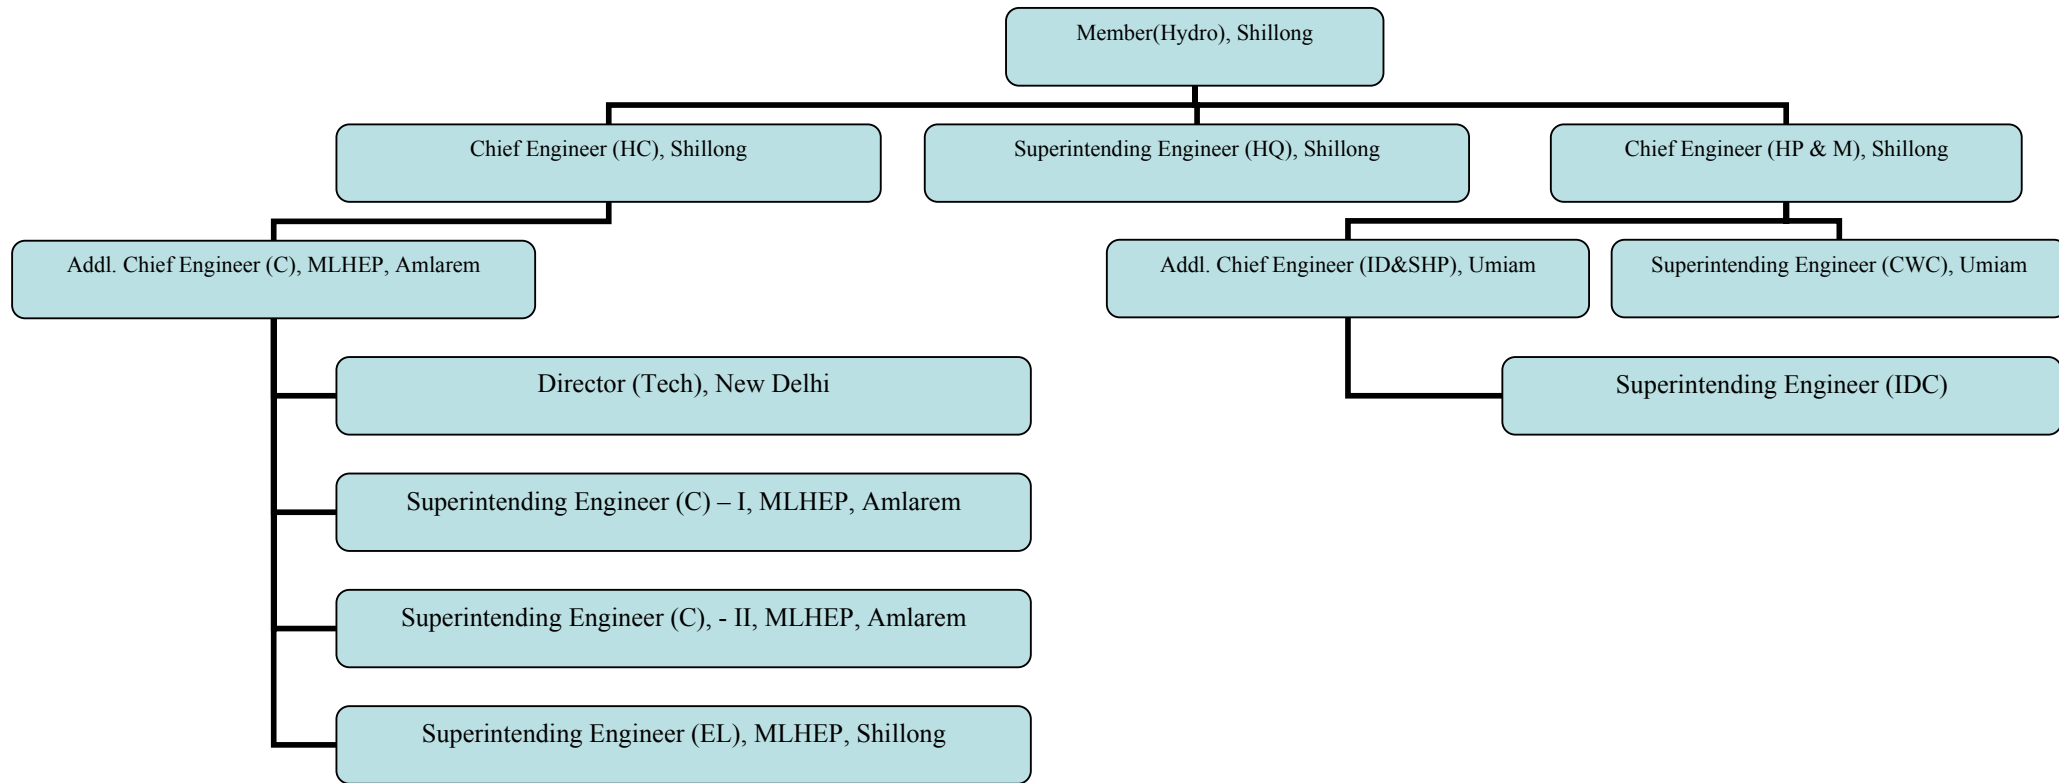 Member(Hydro), Shillong
Chief Engineer (HC), Shillong
Superintending Engineer (HQ), Shillong
Chief Engineer (HP & M), Shillong
Addl. Chief Engineer (C), MLHEP, Amlarem
Addl. Chief Engineer (ID&SHP), Umiam
Superintending Engineer (CWC), Umiam
Director (Tech), New Delhi
Superintending Engineer (IDC)
Superintending Engineer (C) – I, MLHEP, Amlarem
Superintending Engineer (C), - II, MLHEP, Amlarem
Superintending Engineer (EL), MLHEP, Shillong